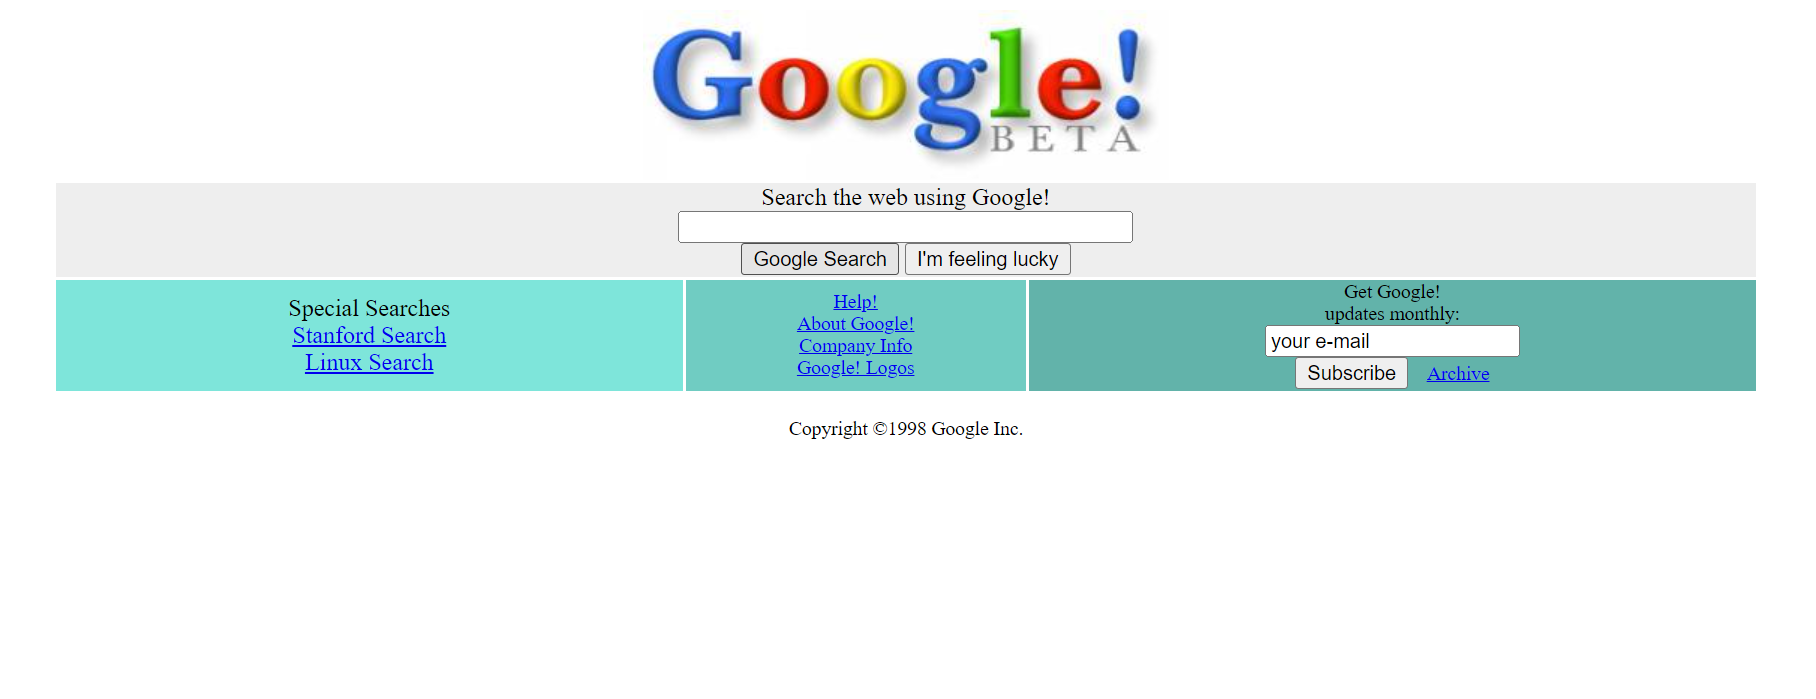 Google!
BETA
Search the web using Google!
Google Search I'm feeling lucky
Special Searches
Stanford Search
Linux Search
Help!
About Google!
Company Info
Google! Logos
Get Google!
updates monthly:
your e-mail
Subscribe Archive
Copyright ©1998 Google Inc.